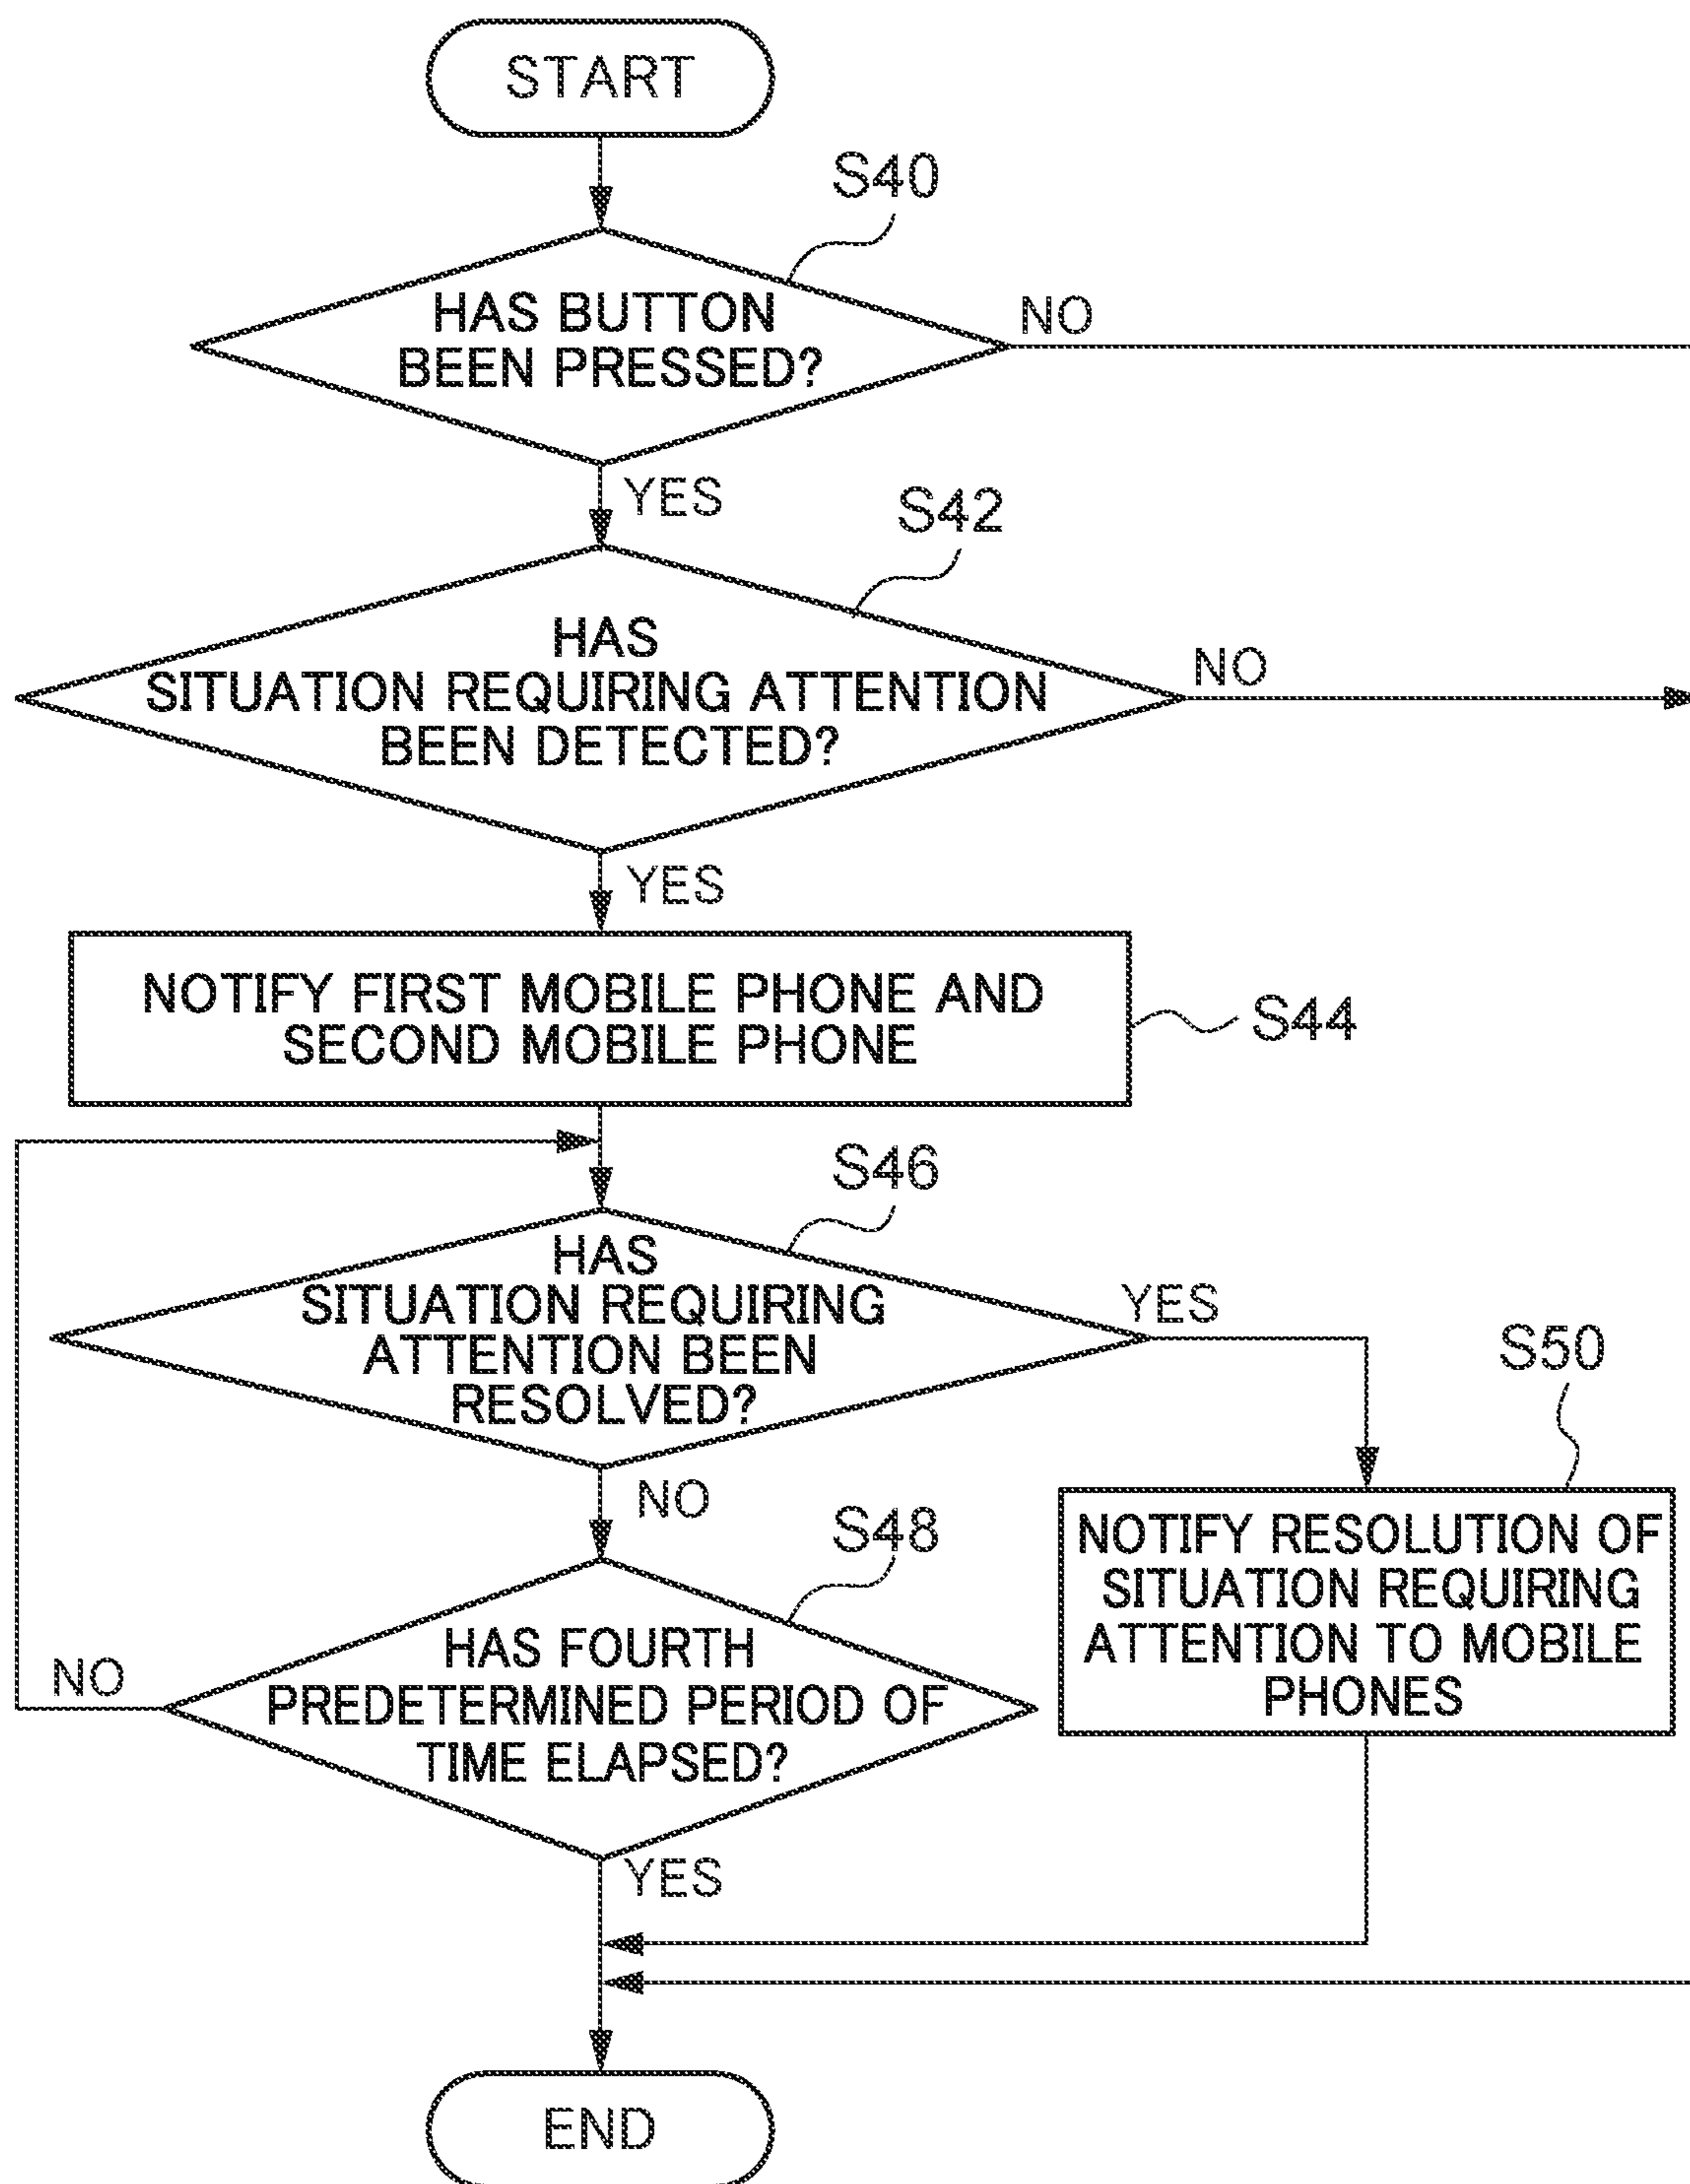 START
S40
HAS BUTTON
BEEN PRESSED?
NO
YES
S42
HAS
SITUATION REQUIRING ATTENTION
BEEN DETECTED?
NO
YES
NOTIFY FIRST MOBILE PHONE AND
SECOND MOBILE PHONE
S44
S46
HAS
SITUATION REQUIRING
ATTENTION BEEN
RESOLVED?
YES
S50
NO
NOTIFY RESOLUTION OF
SITUATION REQUIRING
ATTENTION TO MOBILE
PHONES
S48
HAS FOURTH
PREDETERMINED PERIOD OF
TIME ELAPSED?
NO
YES
END